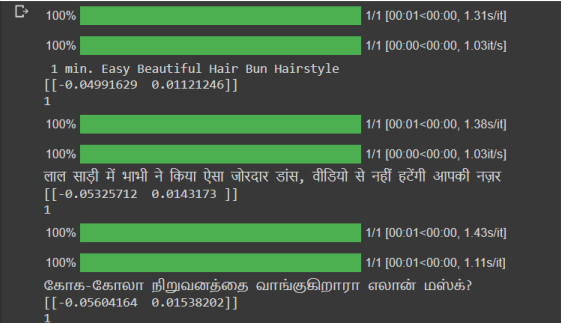 100% 1/1 [00:01<00:00, 1.31s/it]
100% 1/1 [00:00<00:00, 1.03it/s]
1 min. Easy Beautiful Hair Bun Hairstyle
[[-0.04991629 0.01121246]]
1
100% 1/1 [00:01<00:00, 1.38s/it]
100% 1/1 [00:00<00:00, 1.03it/s]
लाल साड़ी में भाभी ने किया ऐसा जोरदार डांस, वीडियो से नहीं हटेंगी आपकी नज़र
[[-0.05325712 0.0143173 ]]
1
100% 1/1 [00:01<00:00, 1.43s/it]
100% 1/1 [00:01<00:00, 1.11s/it]
கோக-கோலா நிறுவனத்தை வாங்குகிறாரா எலான் மஸ்க்?
[[-0.05604164 0.01538202]]
1